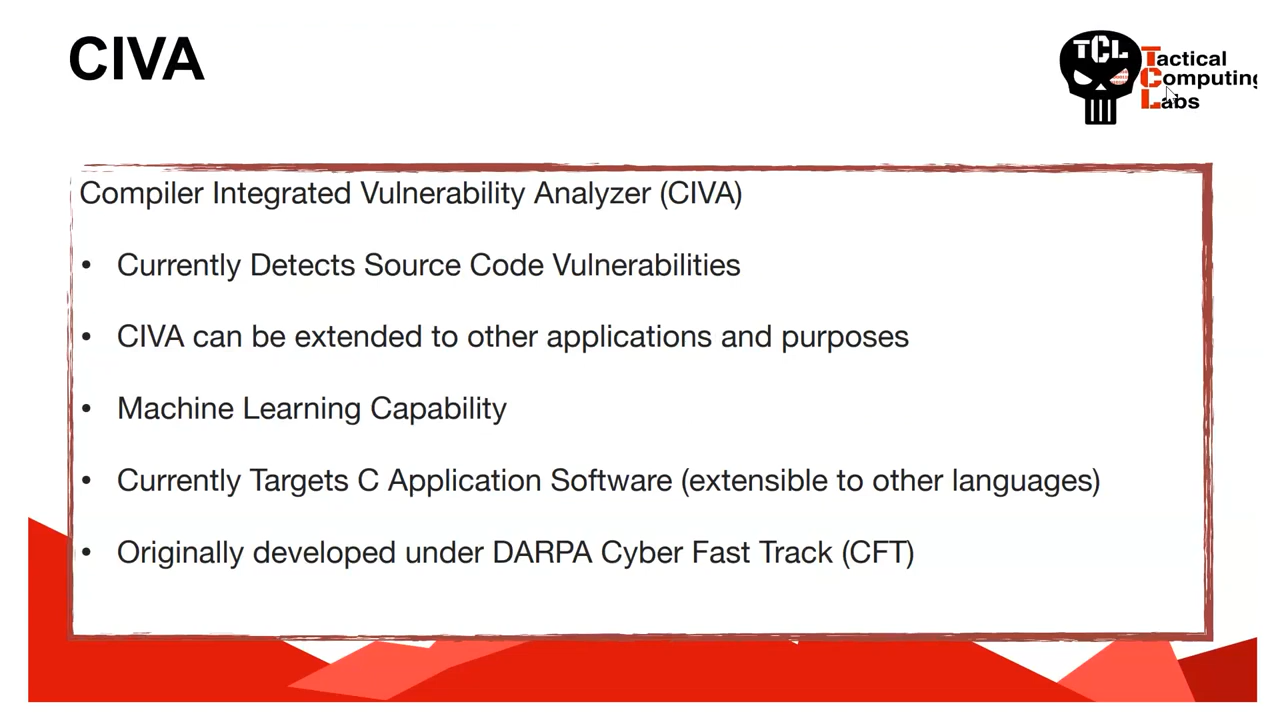 CIVA
TCL
Tactical
Computing
Labs
Compiler Integrated Vulnerability Analyzer (CIVA)
• Currently Detects Source Code Vulnerabilities
• CIVA can be extended to other applications and purposes
• Machine Learning Capability
• Currently Targets C Application Software (extensible to other languages)
• Originally developed under DARPA Cyber Fast Track (CFT)